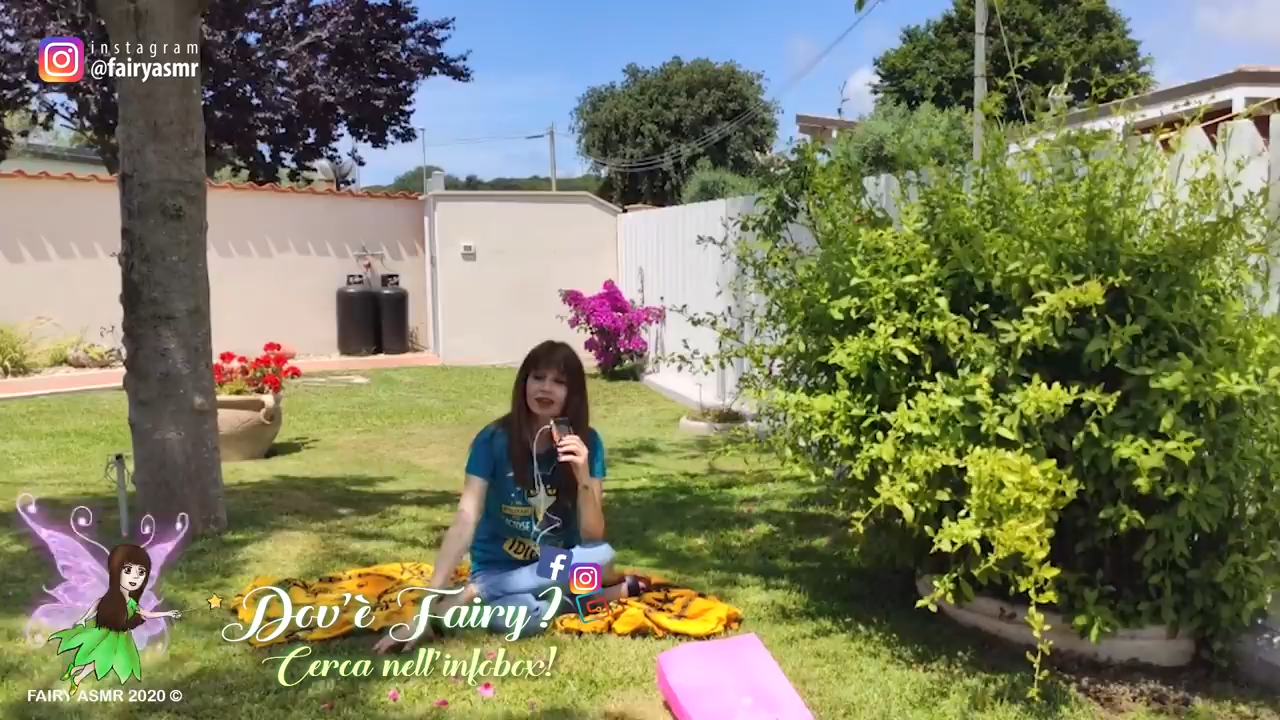 instagram
@fairyasmr
Dov'è Fairy?
Cerca nell'infobox!
FAIRY ASMR 2020 ©